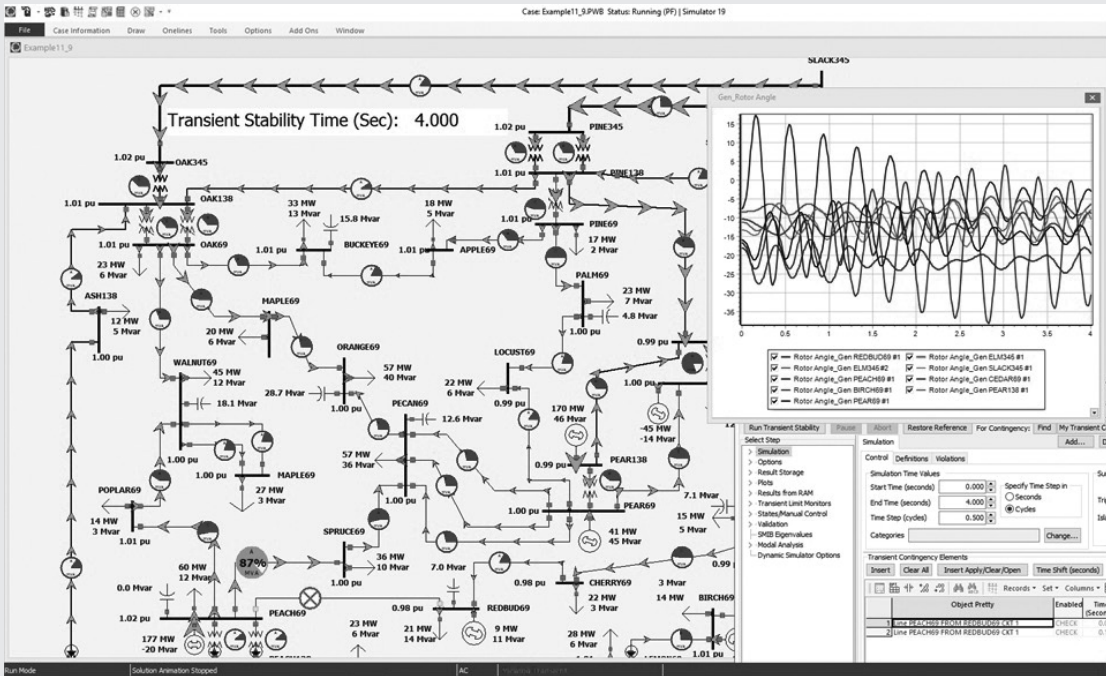 Case: Example11_9.PWB Status: Running (PF) | Simulator 19
File Case Information Draw Onelines Tools Options Add Ons Window
Example11_9
SLACK345
Transient Stability Time (Sec): 4.000
1.02 pu
PINE345
1.02 pu
OAK345
1.01 pu
PINE138
OAK138
1.01 pu
33 MW
13 Mvar
15.8 Mvar
18 MW
5 Mvar
1.01 pu
PINE69
1.01 pu
OAK69
1.01 pu
BUCKEYE69
1.01 pu
APPLE69
17 MW
2 Mvar
23 MW
6 Mvar
PALM69
ASH138
12 MW
5 Mvar
1.00 pu
MAPLE69
20 MW
6 Mvar
23 MW
7 Mvar
4.8 Mvar
1.00 pu
ORANGE69
LOCUST69
0.99 pu
WALNUT69
45 MW
12 Mvar
18.1 Mvar
1.00 pu
57 MW
40 Mvar
28.7 Mvar
1.00 pu
22 MW
6 Mvar
0.99 pu
1.00 pu
PECAN69
12.6 Mvar
170 MW
46 Mvar
-45 MW
-14 Mvar
57 MW
36 Mvar
1.00 pu
0.99 pu
PEAR138
1.00 pu
MAPLE69
27 MW
3 Mvar
POPLAR69
14 MW
3 Mvar
1.01 pu
1.00 pu
PEAR69
7.1 Mvar
15 MW
5 Mvar
SPRUCE69
36 MW
10 Mvar
1.00 pu
41 MW
45 Mvar
87%
MVA
60 MW
12 Mvar
0.0 Mvar
7.0 Mvar
0.98 pu
CHERRY69
3 Mvar
0.99
22 MW
3 Mvar
14 MW
BIRCH69
1.02 pu
PEACH69
0.98 pu
REDBUD69
177 MW
-20 Mvar
23 MW
6 Mvar
21 MW
14 Mvar
9 MW
11 Mvar
28 MW
6 Mvar
1.01 pu
Gen_Rotor Angle
15
10
5
0
-5
-10
-15
-20
-25
-30
-35
0 0.5 1 1.5 2 2.5 3 3.5 4
Rotor Angle_Gen REDBUD69 #1 Rotor Angle_Gen ELM345 #1
Rotor Angle_Gen ELM345#2 Rotor Angle_Gen SLACK345 #1
Rotor Angle_Gen PEACH69 #1 Rotor Angle_Gen CEDAR69 #1
Rotor Angle_Gen BIRCH69 #1 Rotor Angle_Gen PEAR138 #1
Rotor Angle_Gen PEAR69 #1
Run Transient Stability Pause Abort Restore Reference For Contingency: Find My Transient C
Select Step
Simulation
Options
Result Storage
Plots
Results from RAM
Transient Limit Monitors
States/Manual Control
Validation
SMIB Eigenvalues
Modal Analysis
Dynamic Simulator Options
Simulation
Add...
Control Definitions Violations
Simulation Time Values
Start Time (seconds) 0.000
End Time (seconds) 4.000
Time Step (cycles) 0.500
Specify Time Step in
Seconds
Cycles
Categories Change...
Transient Contingency Elements
Insert Clear All Insert Apply/Clear/Open Time Shift (seconds)
Records Set Columns
Object Pretty Enabled
1 Line PEACH69 FROM REDBUD69 CKT 1 CHECK
2 Line PEACH69 FROM REDBUD69 CKT 1 CHECK
Run Mode Solution Animation Stopped AC